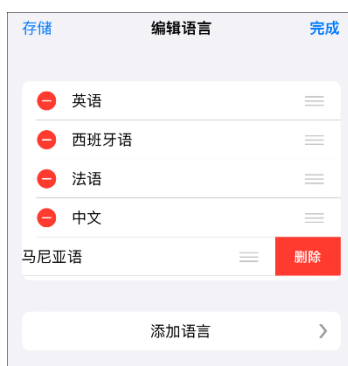 存储 编辑语言 完成
英语
西班牙语
法语
中文
马尼亚语 删除
添加语言